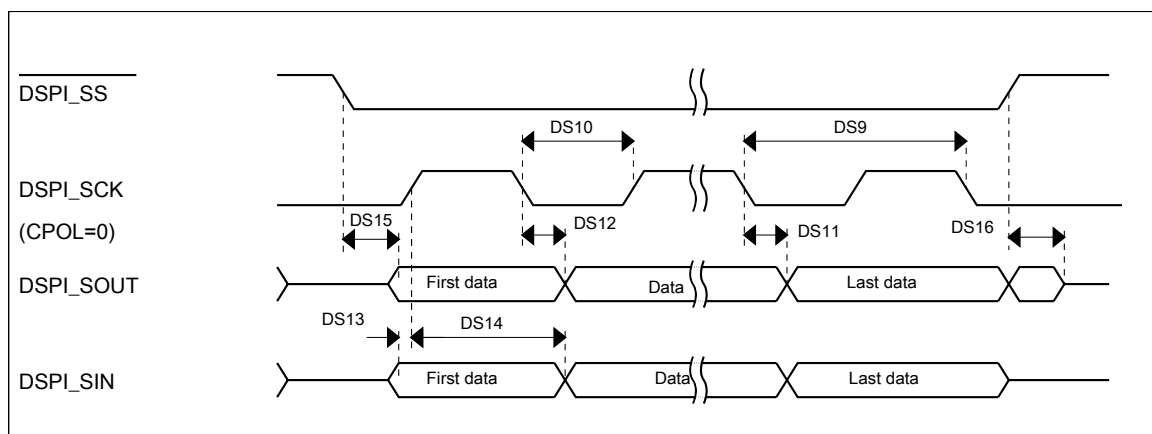 DSPI_SS
DS10
DS9
DSPI_SCK
(CPOL=0)
DS15
DS12
DS11
DS16
DSPI_SOUT
First data
Data
Last data
DS13
DS14
DSPI_SIN
First data
Data
Last data